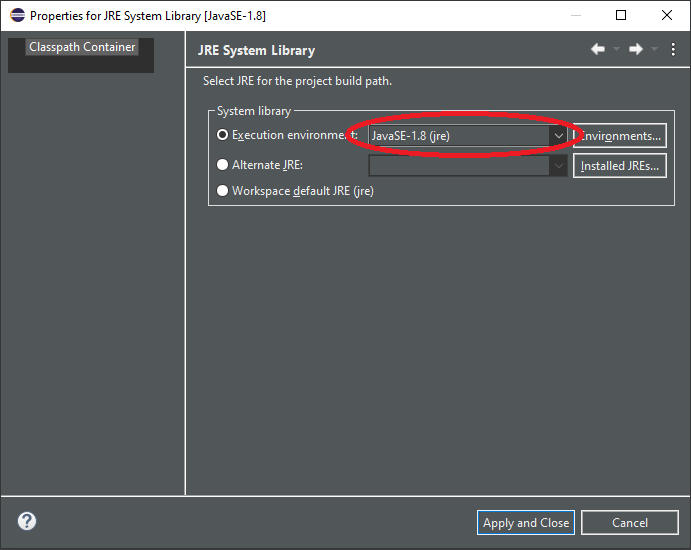 Properties for JRE System Library [JavaSE-1.8]
Classpath Container
JRE System Library
Select JRE for the project build path.
System library
Execution environment: JavaSE-1.8 (jre) Environments...
Alternate JRE: Installed JREs...
Workspace default JRE (jre)
? Apply and Close Cancel